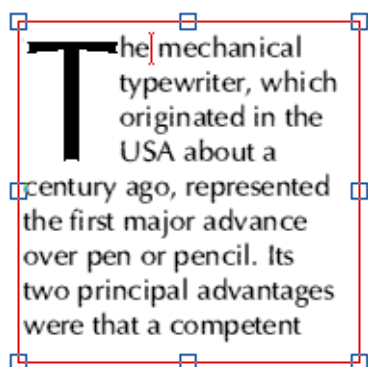 The mechanical
typewriter, which
originated in the
USA about a
century ago, represented
the first major advance
over pen or pencil. Its
two principal advantages
were that a competent